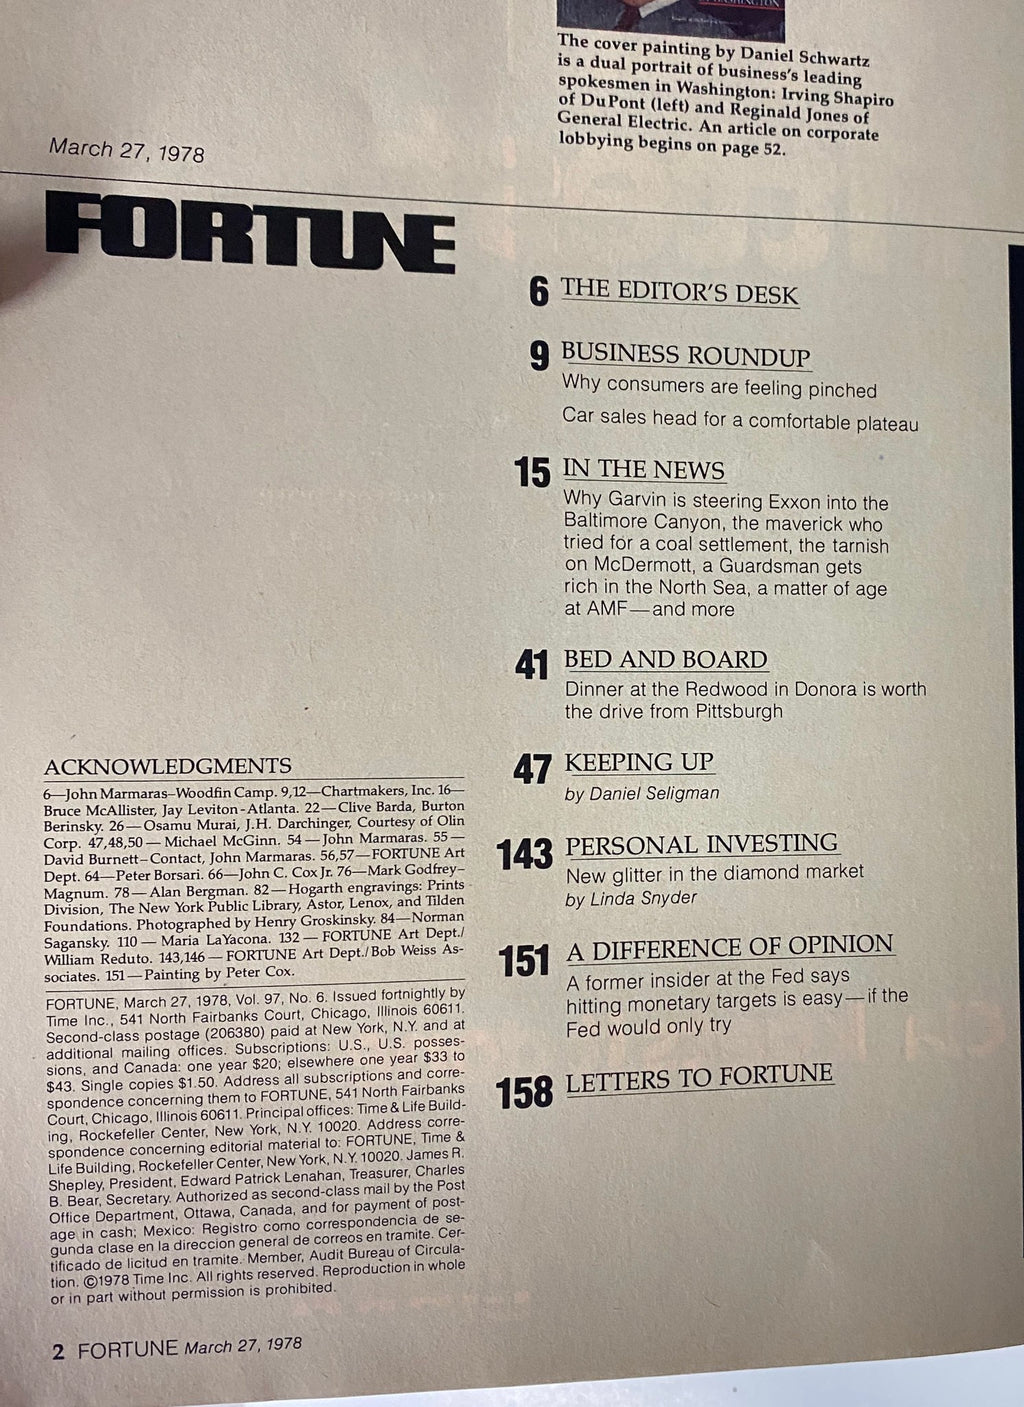 The cover painting by Daniel Schwartz
is a dual portrait of business's leading
spokesmen in Washington: Irving Shapiro
of DuPont (left) and Reginald Jones of
General Electric. An article on corporate
lobbying begins on page 52.
March 27, 1978
FORTUNE
6 THE EDITOR'S DESK
9 BUSINESS ROUNDUP
Why consumers are feeling pinched
Car sales head for a comfortable plateau
15 IN THE NEWS
Why Garvin is steering Exxon into the
Baltimore Canyon, the maverick who
tried for a coal settlement, the tarnish
on McDermott, a Guardsman gets
rich in the North Sea, a matter of age
at AMF—and more
41 BED AND BOARD
Dinner at the Redwood in Donora is worth
the drive from Pittsburgh
47 KEEPING UP
by Daniel Seligman
143 PERSONAL INVESTING
New glitter in the diamond market
by Linda Snyder
151 A DIFFERENCE OF OPINION
A former insider at the Fed says
hitting monetary targets is easy—if the
Fed would only try
158 LETTERS TO FORTUNE
ACKNOWLEDGMENTS
6—John Marmaras–Woodfin Camp. 9,12—Chartmakers, Inc. 16—
Bruce McAllister, Jay Leviton-Atlanta. 22—Clive Barda, Burton
Berinsky. 26—Osamu Murai, J.H. Darchinger, Courtesy of Olin
Corp. 47,48,50—Michael McGinn. 54—John Marmaras. 55—
David Burnett–Contact, John Marmaras. 56,57—FORTUNE Art
Dept. 64—Peter Borsari. 66—John C. Cox Jr. 76—Mark Godfrey–
Magnum. 78—Alan Bergman. 82—Hogarth engravings: Prints
Division, The New York Public Library, Astor, Lenox, and Tilden
Foundations. Photographed by Henry Groskinsky. 84—Norman
Sagansky. 110—Maria LaYacona. 132—FORTUNE Art Dept./
William Reduto. 143,146—FORTUNE Art Dept./Bob Weiss As-
sociates. 151—Painting by Peter Cox.
FORTUNE, March 27, 1978, Vol. 97, No. 6. Issued fortnightly by
Time Inc., 541 North Fairbanks Court, Chicago, Illinois 60611.
Second-class postage (206380) paid at New York, N.Y. and at
additional mailing offices. Subscriptions: U.S., U.S. posses-
sions, and Canada: one year $20; elsewhere one year $33 to
$43. Single copies $1.50. Address all subscriptions and corre-
spondence concerning them to FORTUNE, 541 North Fairbanks
Court, Chicago, Illinois 60611. Principal offices: Time & Life Build-
ing, Rockefeller Center, New York, N.Y. 10020. Address corre-
spondence concerning editorial material to: FORTUNE, Time &
Life Building, Rockefeller Center, New York, N.Y. 10020. James R.
Shepley, President, Edward Patrick Lenahan, Treasurer, Charles
B. Bear, Secretary. Authorized as second-class mail by the Post
Office Department, Ottawa, Canada, and for payment of post-
age in cash; Mexico: Registro como correspondencia de se-
gunda clase en la direccion general de correos en tramite. Cer-
tificado de licitud en tramite. Member, Audit Bureau of Circula-
tion. ©1978 Time Inc. All rights reserved. Reproduction in whole
or in part without permission is prohibited.
2 FORTUNE March 27, 1978